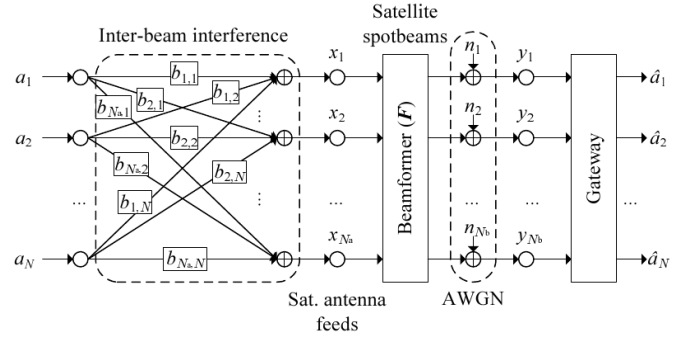 Inter-beam interference
Satellite
spotbeams
a1 b1,1 x1 n1 y1 â1
bNa1 b2,1 b1,2
a2 b2,2 x2 n2 y2 â2
bNa,2 b2,N
... b1,N ... ... ... ...
aN bNa,N xNa nNb yNb âN
Beamformer (F)
Gateway
Sat. antenna
feeds
AWGN